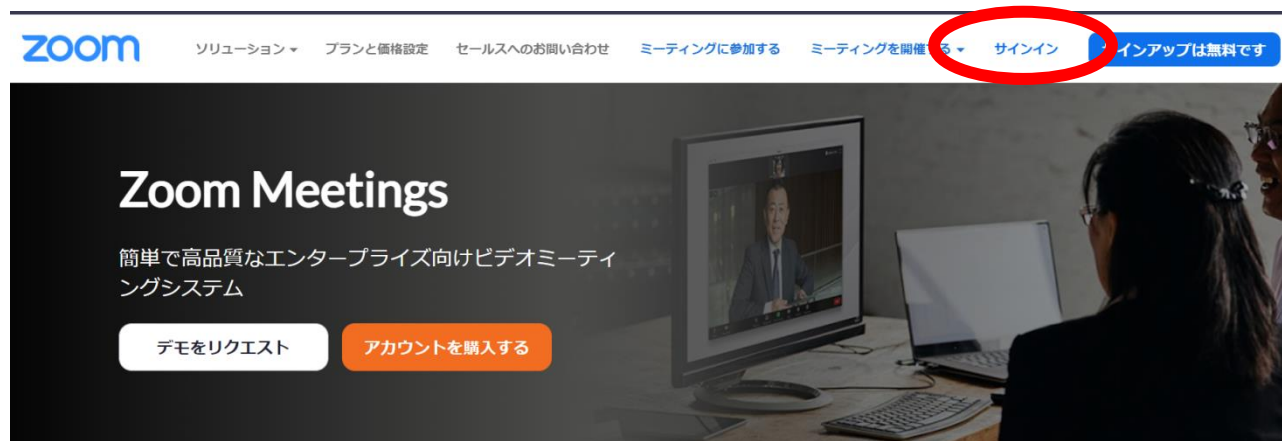 zoom
ソリューション
プランと価格設定
セールスへのお問い合わせ
ミーティングに参加する
ミーティングを開催する
サインイン
インアップは無料です
Zoom Meetings
簡単で高品質なエンタープライズ向けビデオミーティ
ングシステム
デモをリクエスト
アカウントを購入する